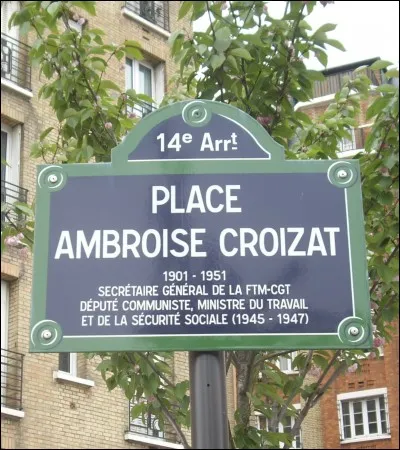 14e Arrt.
PLACE
AMBROISE CROIZAT
1901 - 1951
SECRÉTAIRE GÉNÉRAL DE LA FTM-CGT
DÉPUTÉ COMMUNISTE, MINISTRE DU TRAVAIL
ET DE LA SÉCURITÉ SOCIALE (1945 - 1947)